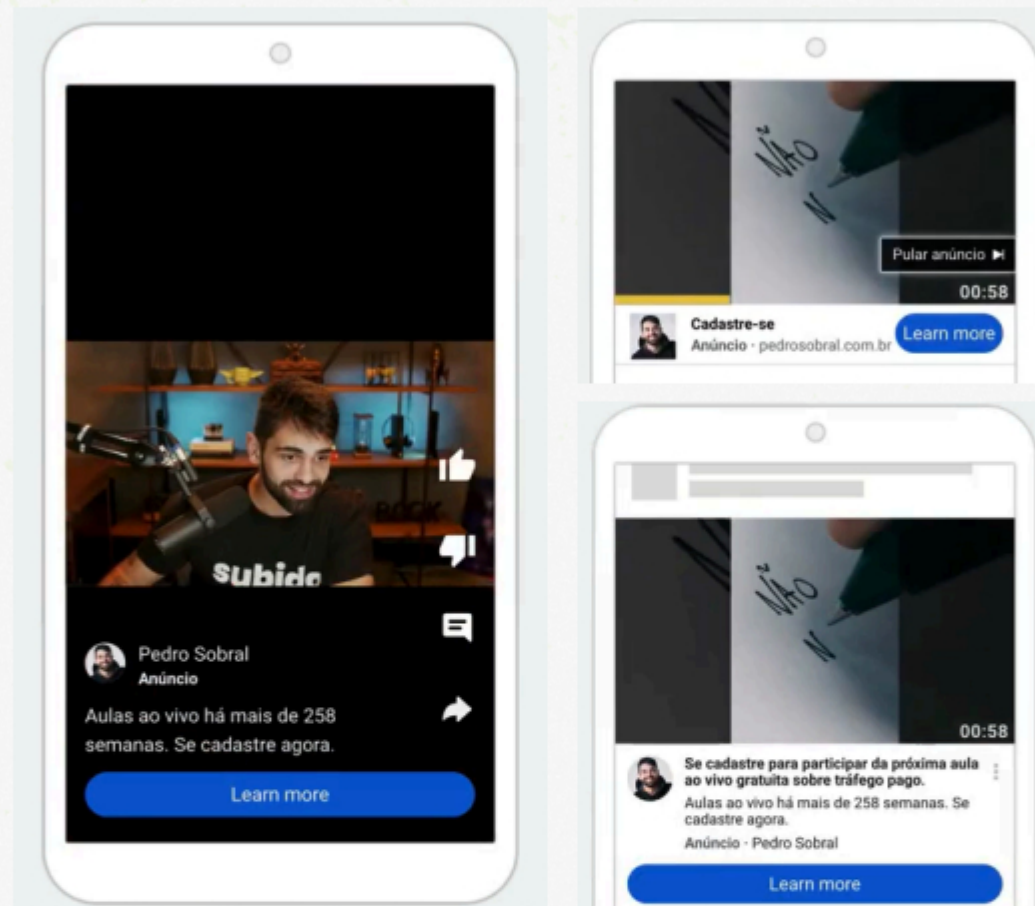 Subido
Pedro Sobral
Anúncio
Aulas ao vivo há mais de 258
semanas. Se cadastre agora.
Learn more
NÃO
N
Pular anúncio
00:58
Cadastre-se
Anúncio · pedrosobral.com.br
Learn more
NÃO
N
00:58
Se cadastre para participar da próxima aula
ao vivo gratuita sobre tráfego pago.
Aulas ao vivo há mais de 258 semanas. Se
cadastre agora.
Anúncio · Pedro Sobral
Learn more